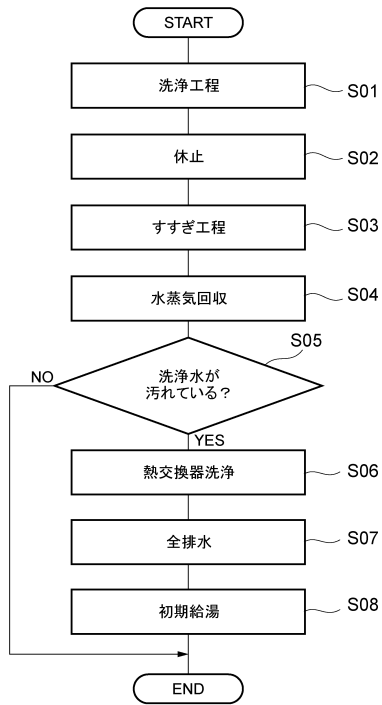 START
洗浄工程
S01
休止
S02
すすぎ工程
S03
水蒸気回収
S04
S05
洗浄水が
汚れている?
NO
YES
熱交換器洗浄
S06
全排水
S07
初期給湯
S08
END